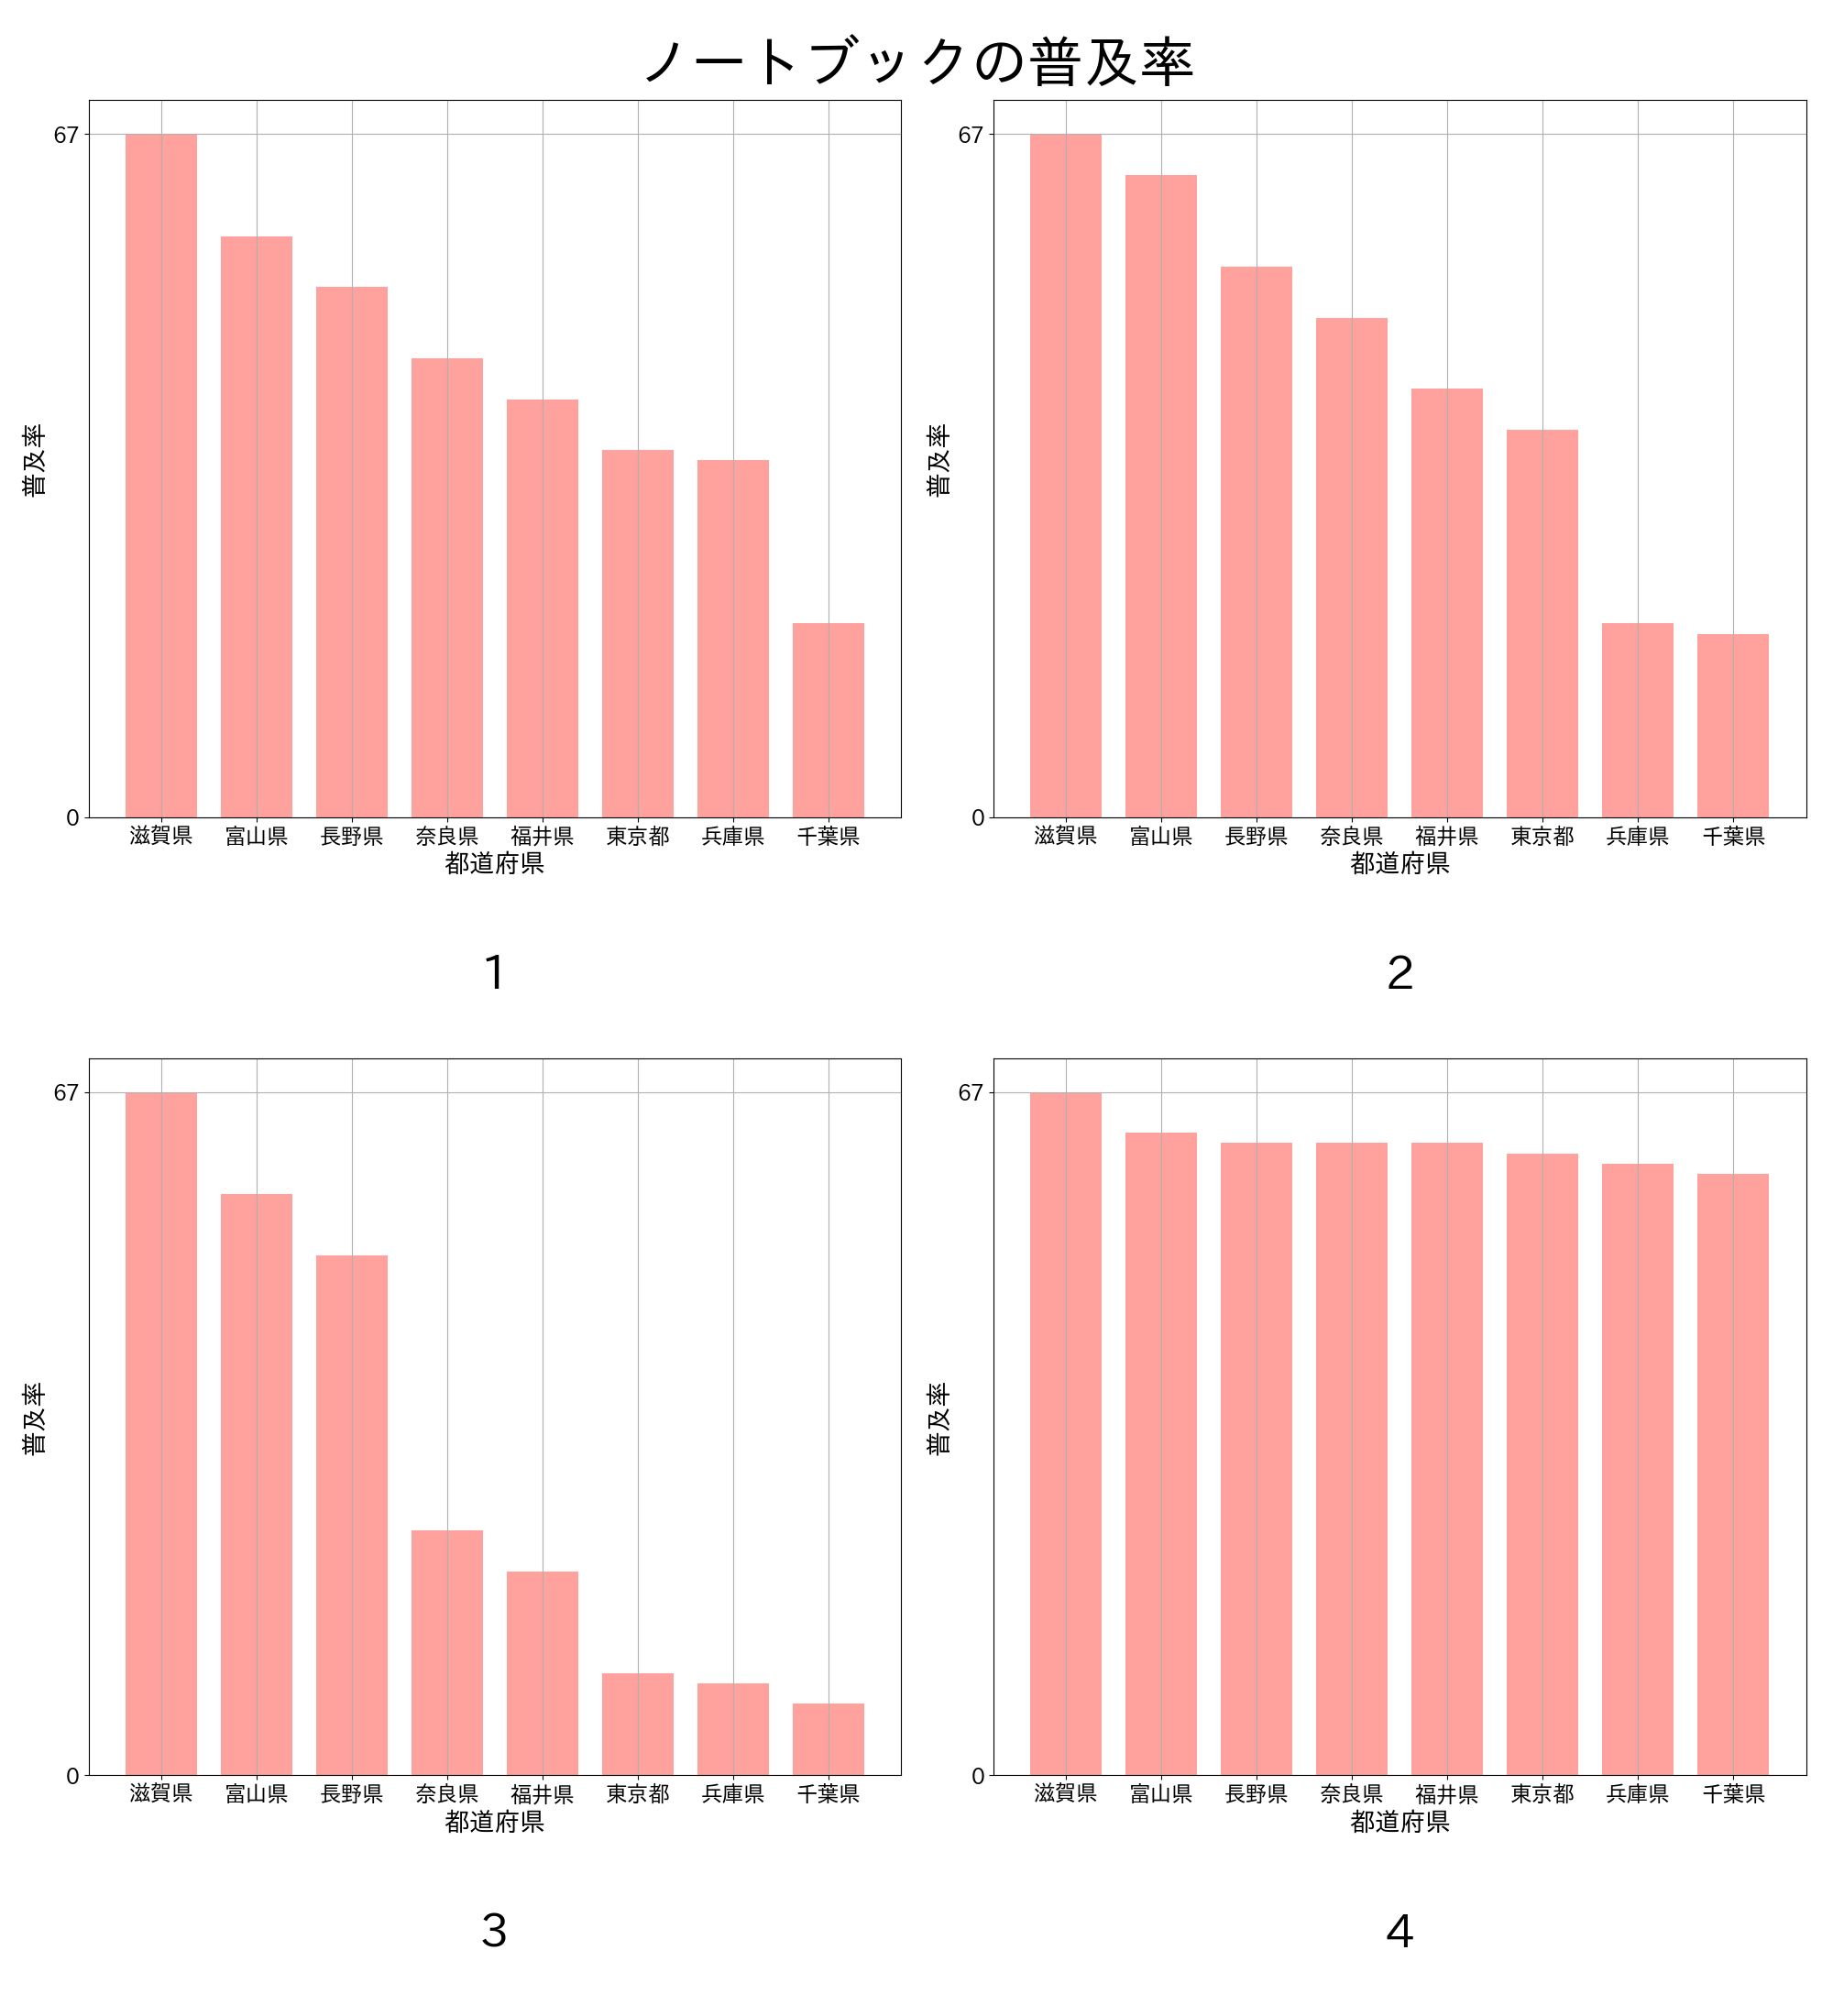 ノートブックの普及率
67
0
普及率
滋賀県 富山県 長野県 奈良県 福井県 東京都 兵庫県 千葉県
都道府県
1
67
0
普及率
滋賀県 富山県 長野県 奈良県 福井県 東京都 兵庫県 千葉県
都道府県
2
67
0
普及率
滋賀県 富山県 長野県 奈良県 福井県 東京都 兵庫県 千葉県
都道府県
3
67
0
普及率
滋賀県 富山県 長野県 奈良県 福井県 東京都 兵庫県 千葉県
都道府県
4